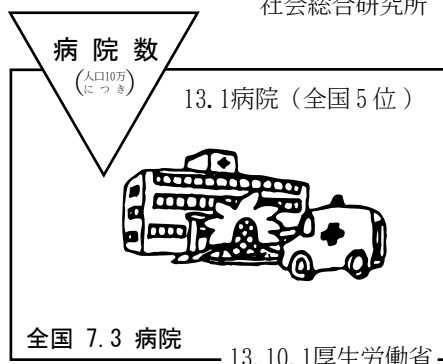 社会総合研究所
病院数
(人口10万
につき)
13.1病院（全国5位）
全国 7.3 病院
13.10.1厚生労働省